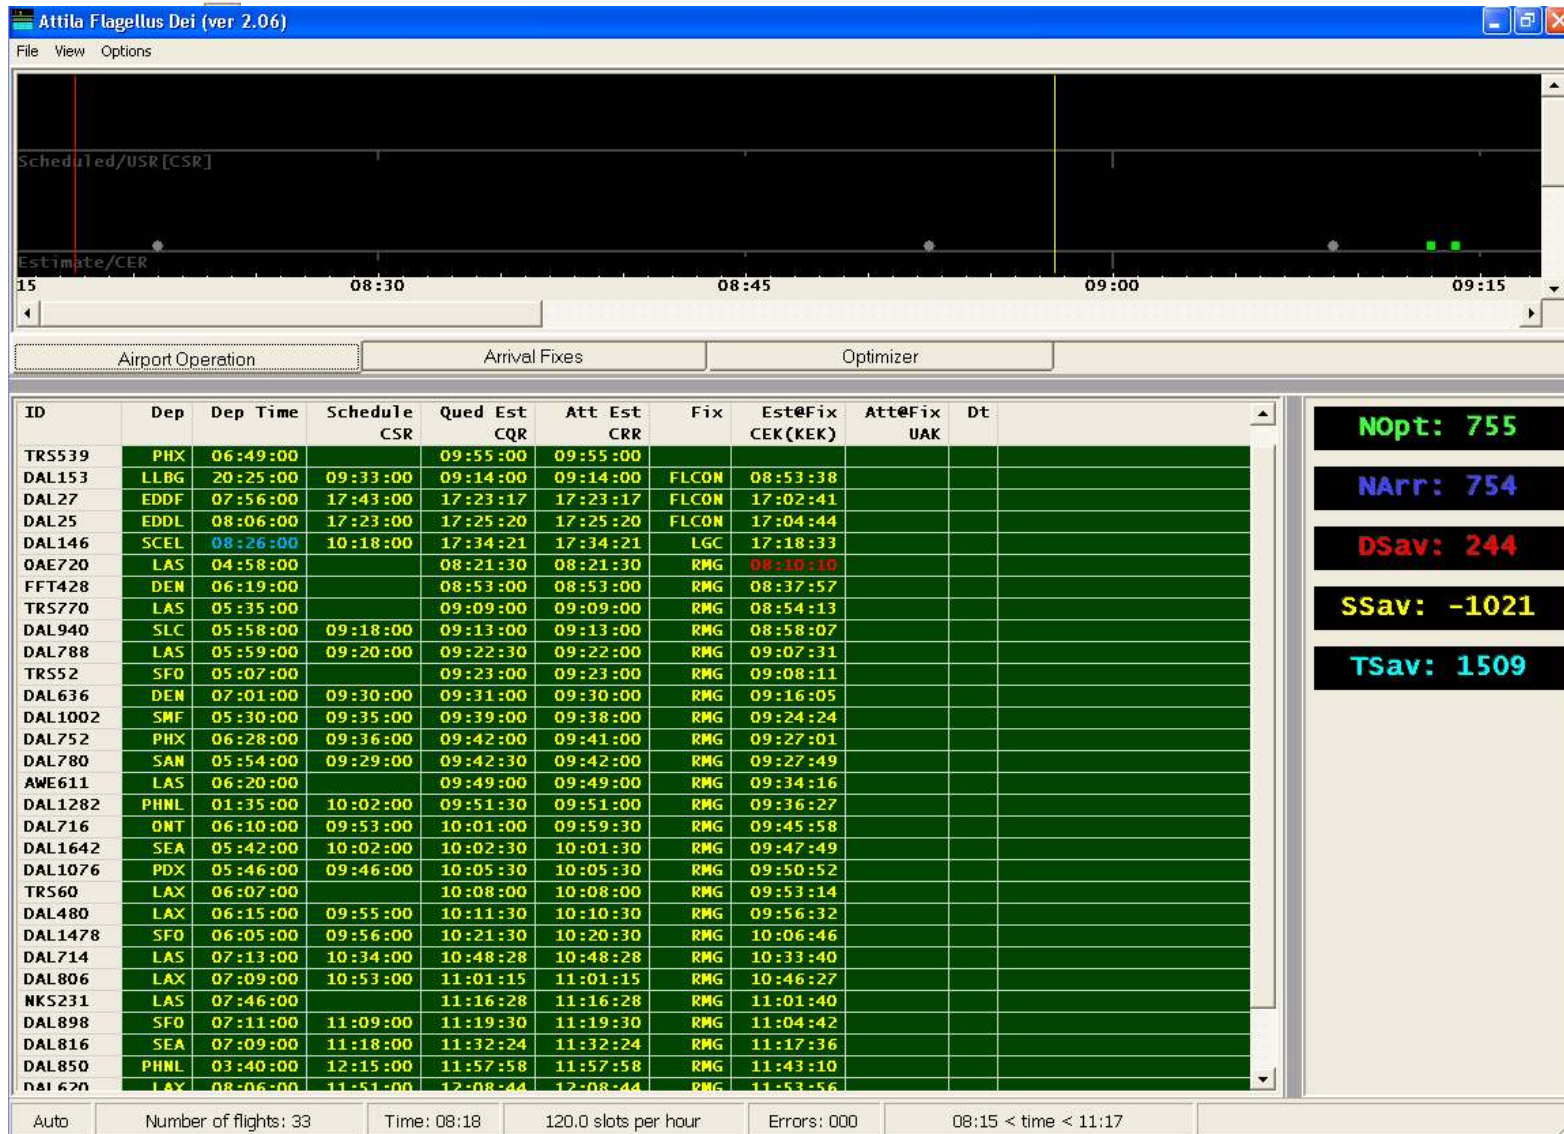 Attila Flagellus Dei (ver 2.06)
File View Options
Scheduled/USR[CSR]
Estimate/CER
15 08:30 08:45 09:00 09:15
Airport Operation Arrival Fixes Optimizer
ID Dep Dep Time Schedule Qued Est Att Est Fix Est@Fix Att@Fix Dt
CSR CQR CRR CEK(KEK) UAK
TRS539 PHX 06:49:00 09:55:00 09:55:00
DAL153 LLBG 20:25:00 09:33:00 09:14:00 09:14:00 FLCON 08:53:38
DAL27 EDDF 07:56:00 17:43:00 17:23:17 17:23:17 FLCON 17:02:41
DAL25 EDDL 08:06:00 17:23:00 17:25:20 17:25:20 FLCON 17:04:44
DAL146 SCEL 08:26:00 10:18:00 17:34:21 17:34:21 LGC 17:18:33
OAE720 LAS 04:58:00 08:21:30 08:21:30 RMG 08:10:10
FFT428 DEN 06:19:00 08:53:00 08:53:00 RMG 08:37:57
TRS770 LAS 05:35:00 09:09:00 09:09:00 RMG 08:54:13
DAL940 SLC 05:58:00 09:18:00 09:13:00 09:13:00 RMG 08:58:07
DAL788 LAS 05:59:00 09:20:00 09:22:30 09:22:00 RMG 09:07:31
TRS52 SFO 05:07:00 09:23:00 09:23:00 RMG 09:08:11
DAL636 DEN 07:01:00 09:30:00 09:31:00 09:30:00 RMG 09:16:05
DAL1002 SMF 05:30:00 09:35:00 09:39:00 09:38:00 RMG 09:24:24
DAL752 PHX 06:28:00 09:36:00 09:42:00 09:41:00 RMG 09:27:01
DAL780 SAN 05:54:00 09:29:00 09:42:30 09:42:00 RMG 09:27:49
AWE611 LAS 06:20:00 09:49:00 09:49:00 RMG 09:34:16
DAL1282 PHNL 01:35:00 10:02:00 09:51:30 09:51:00 RMG 09:36:27
DAL716 ONT 06:10:00 09:53:00 10:01:00 09:59:30 RMG 09:45:58
DAL1642 SEA 05:42:00 10:02:00 10:02:30 10:01:30 RMG 09:47:49
DAL1076 PDX 05:46:00 09:46:00 10:05:30 10:05:30 RMG 09:50:52
TRS60 LAX 06:07:00 10:08:00 10:08:00 RMG 09:53:14
DAL480 LAX 06:15:00 09:55:00 10:11:30 10:10:30 RMG 09:56:32
DAL1478 SFO 06:05:00 09:56:00 10:21:30 10:20:30 RMG 10:06:46
DAL714 LAS 07:13:00 10:34:00 10:48:28 10:48:28 RMG 10:33:40
DAL806 LAX 07:09:00 10:53:00 11:01:15 11:01:15 RMG 10:46:27
NKS231 LAS 07:46:00 11:16:28 11:16:28 RMG 11:01:40
DAL898 SFO 07:11:00 11:09:00 11:19:30 11:19:30 RMG 11:04:42
DAL816 SEA 07:09:00 11:18:00 11:32:24 11:32:24 RMG 11:17:36
DAL850 PHNL 03:40:00 12:15:00 11:57:58 11:57:58 RMG 11:43:10
DAL620 LAX 08:06:00 11:51:00 12:08:44 12:08:44 RMG 11:53:56
NOpt: 755
NArr: 754
DSav: 244
SSav: -1021
TSav: 1509
Auto Number of flights: 33 Time: 08:18 120.0 slots per hour Errors: 000 08:15 < time < 11:17